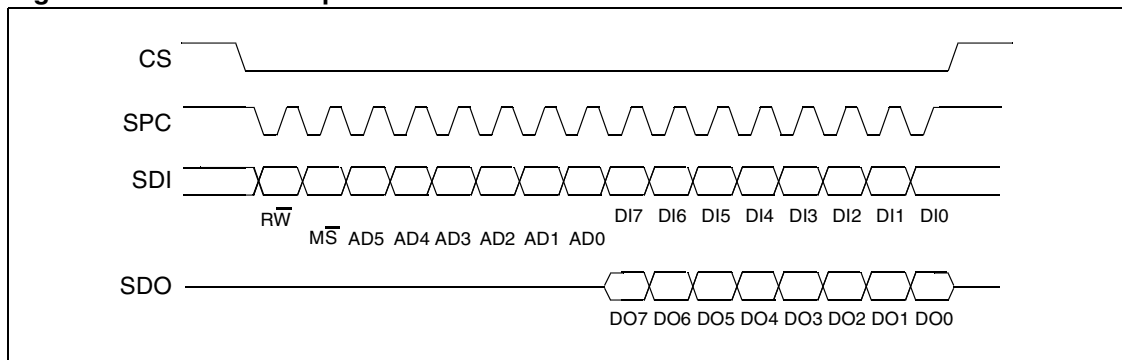 CS
SPC
SDI
RW̅
DI7 DI6 DI5 DI4 DI3 DI2 DI1 DI0
MS̅ AD5 AD4 AD3 AD2 AD1 AD0
SDO
DO7 DO6 DO5 DO4 DO3 DO2 DO1 DO0